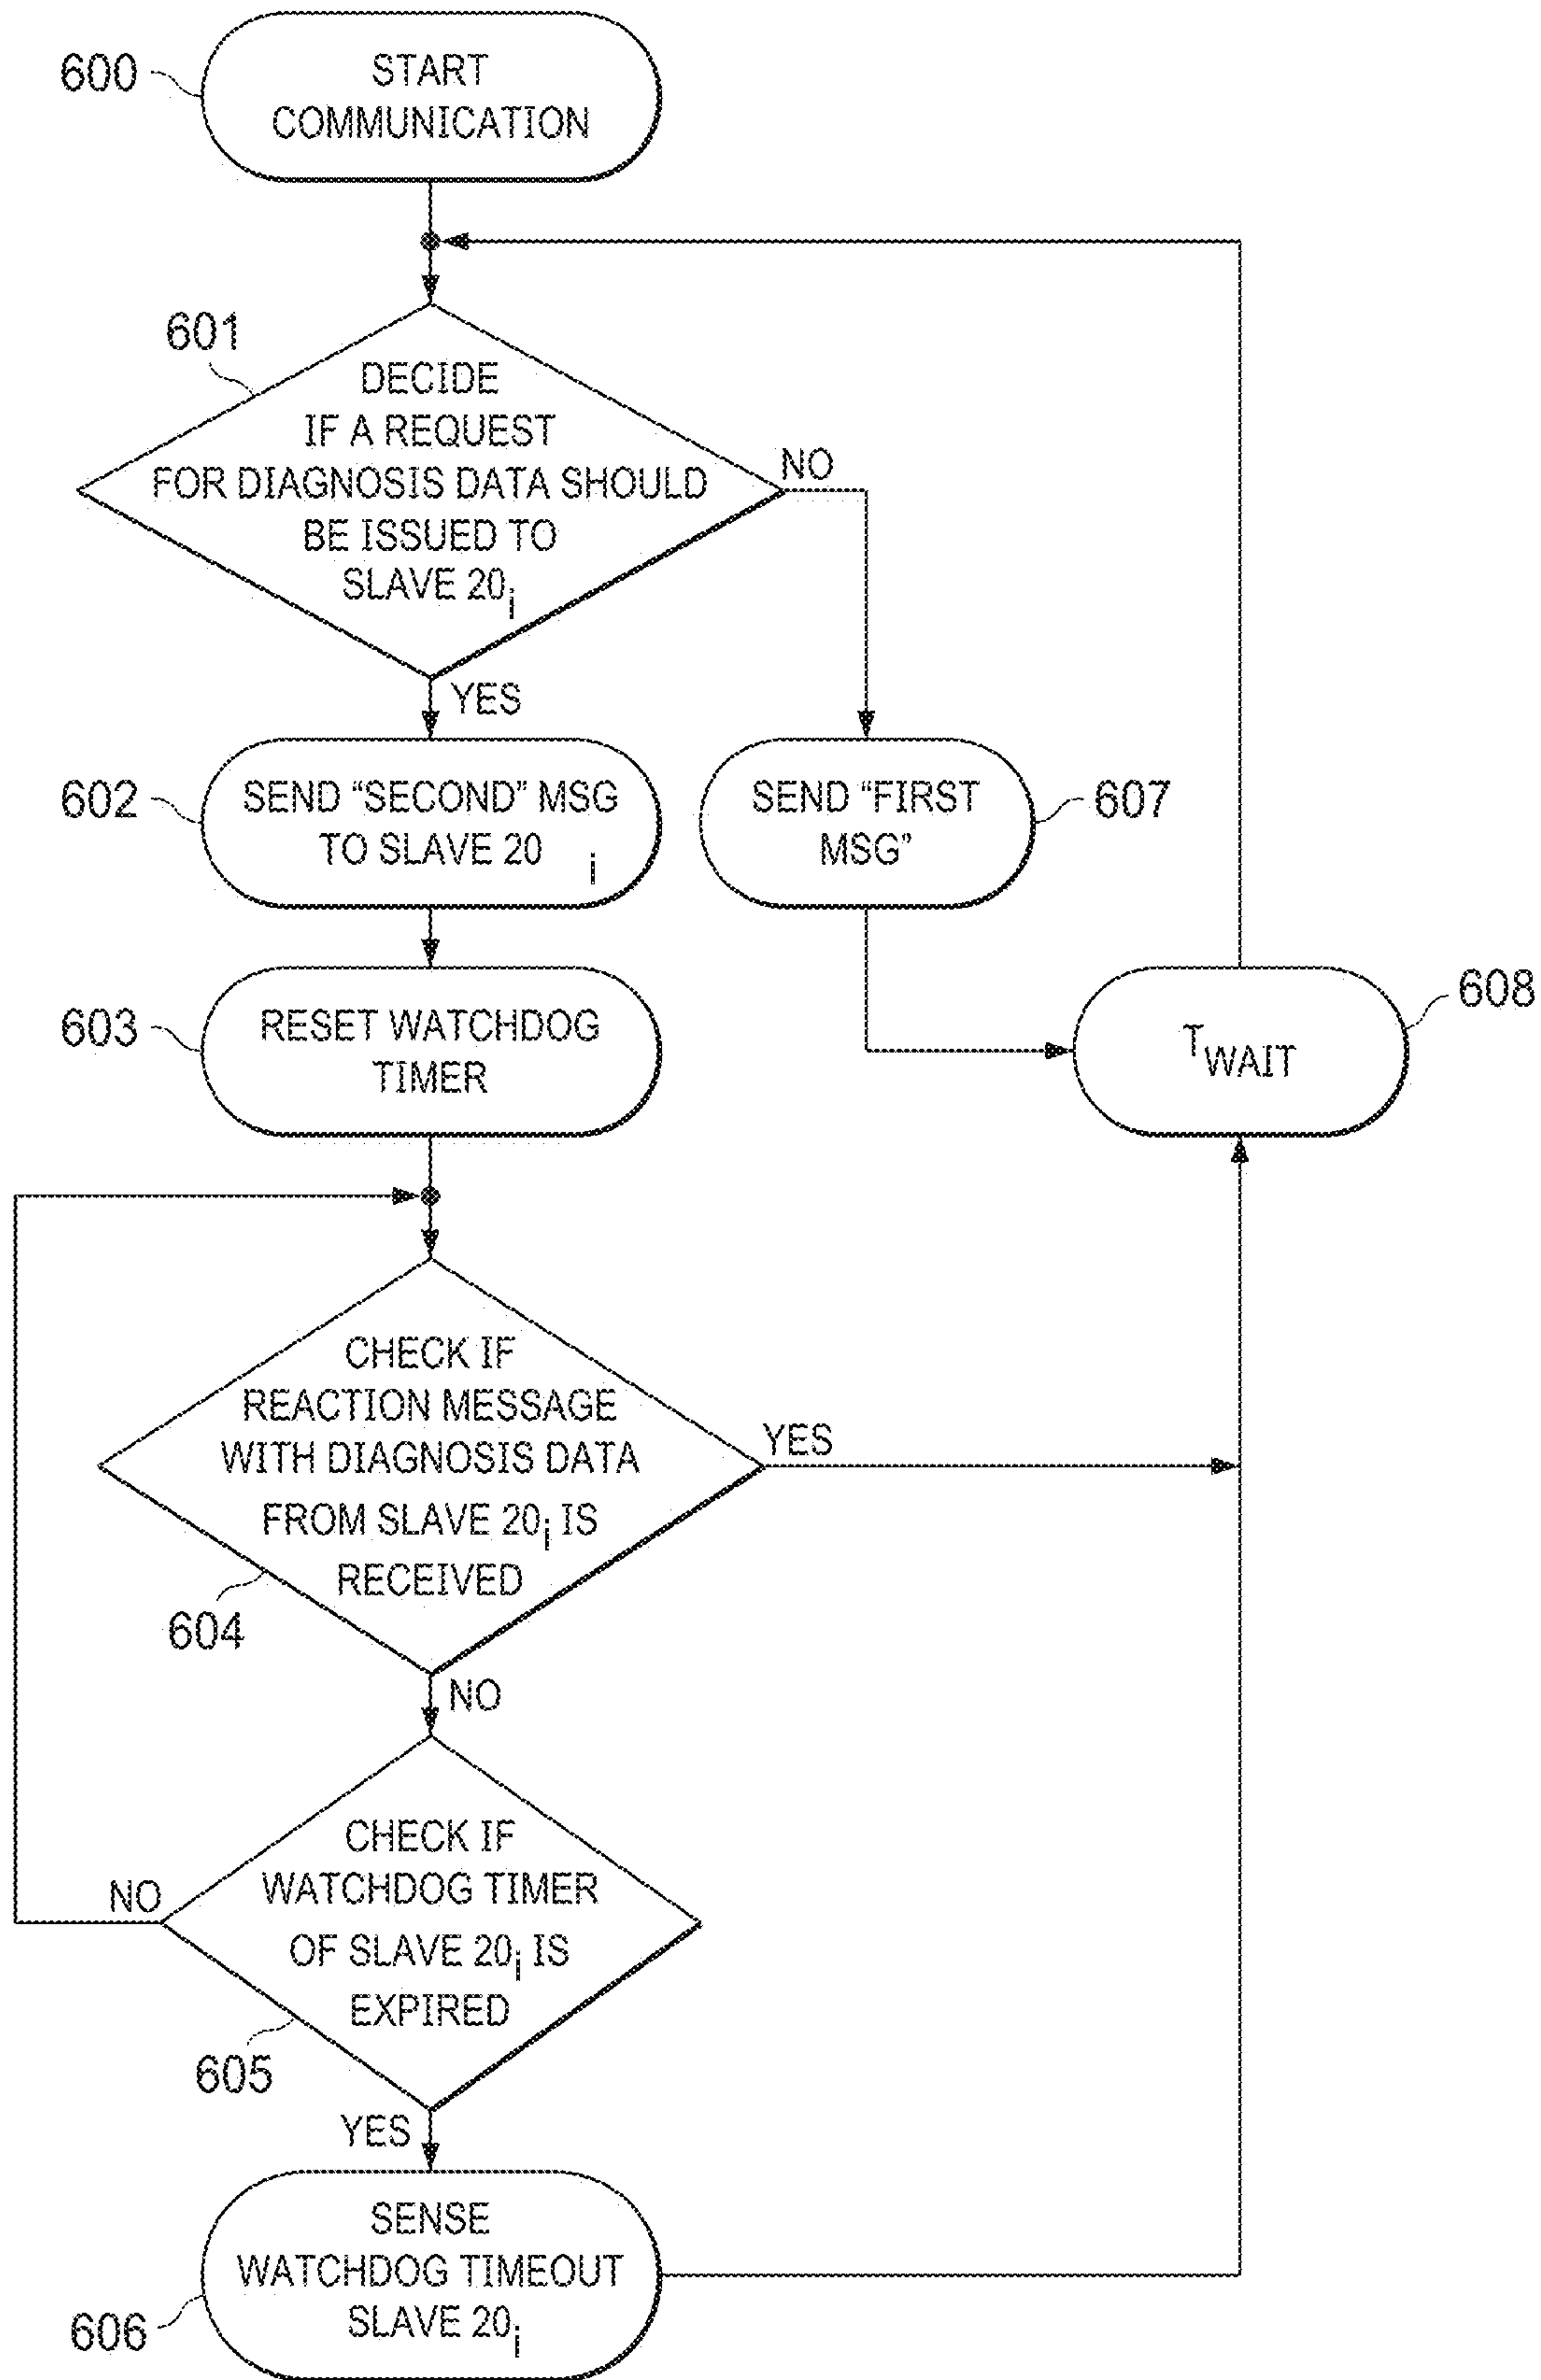 600
START
COMMUNICATION
601
DECIDE
IF A REQUEST
FOR DIAGNOSIS DATA SHOULD
BE ISSUED TO
SLAVE 20i
NO
YES
602
SEND “SECOND” MSG
TO SLAVE 20 i
SEND “FIRST
MSG”
607
603
RESET WATCHDOG
TIMER
608
TWAIT
CHECK IF
REACTION MESSAGE
WITH DIAGNOSIS DATA
FROM SLAVE 20i IS
RECEIVED
YES
604
NO
CHECK IF
WATCHDOG TIMER
OF SLAVE 20i IS
EXPIRED
NO
605
YES
SENSE
WATCHDOG TIMEOUT
SLAVE 20i
606